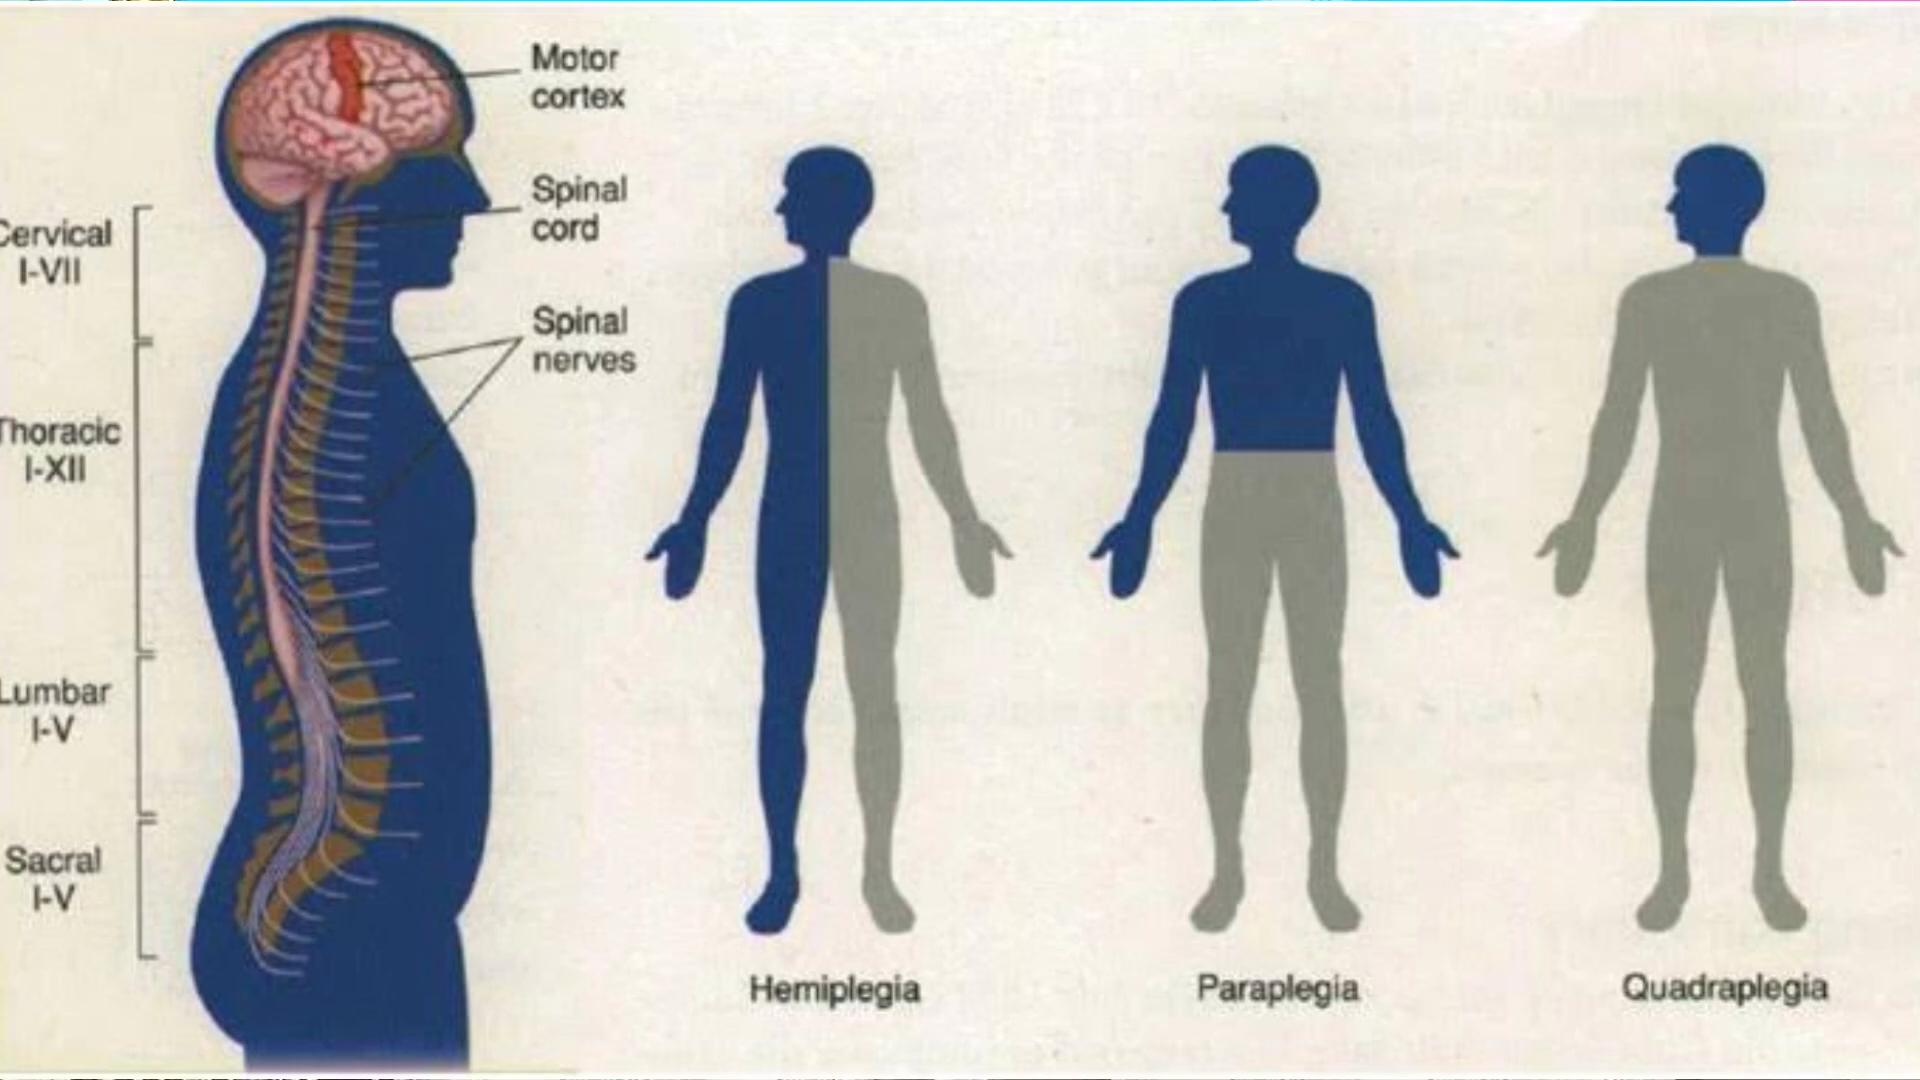 Motor
cortex
Spinal
cord
Spinal
nerves
Cervical
I-VII
Thoracic
I-XII
Lumbar
I-V
Sacral
I-V
Hemiplegia
Paraplegia
Quadraplegia